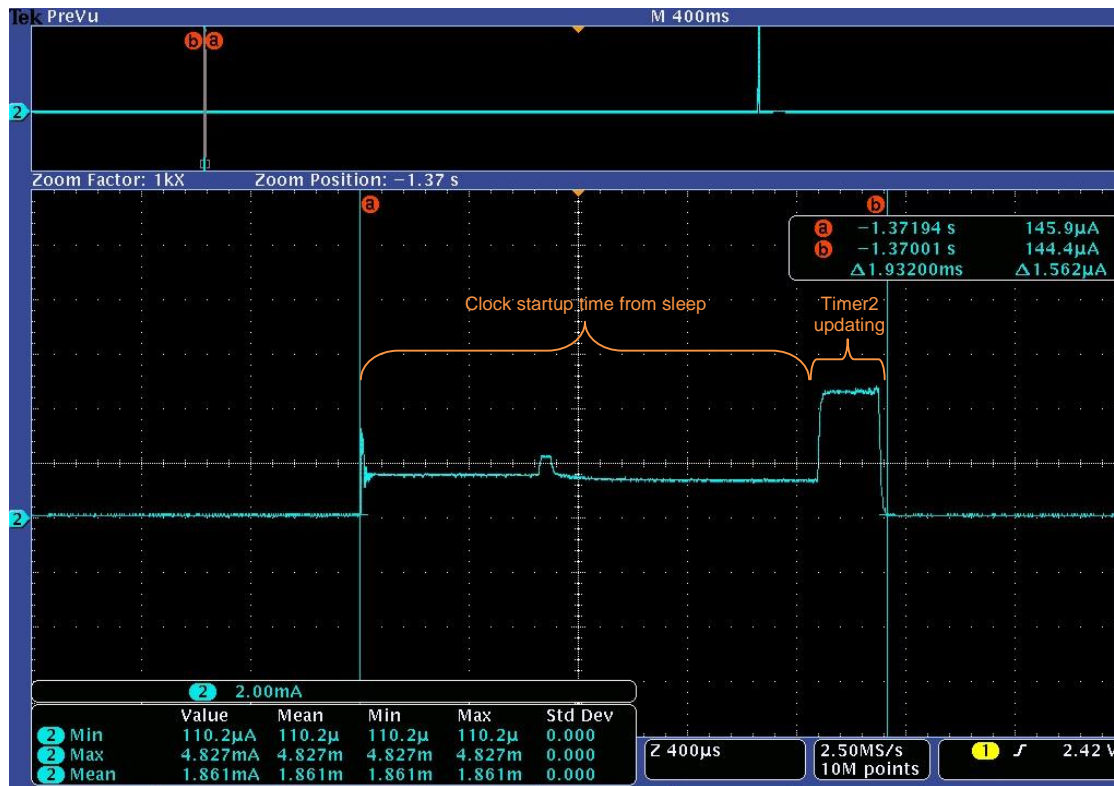 Tek PreVu M 400ms
b a
2
Zoom Factor: 1kX Zoom Position: -1.37 s
a b
a -1.37194 s 145.9µA
b -1.37001 s 144.4µA
Δ1.93200ms Δ1.562µA
Clock startup time from sleep
Timer2
updating
2
2 2.00mA
Value Mean Min Max Std Dev
2 Min 110.2µA 110.2µ 110.2µ 110.2µ 0.000
2 Max 4.827mA 4.827m 4.827m 4.827m 0.000
2 Mean 1.861mA 1.861m 1.861m 1.861m 0.000
Z 400µs
2.50MS/s
10M points
1 2.42 V